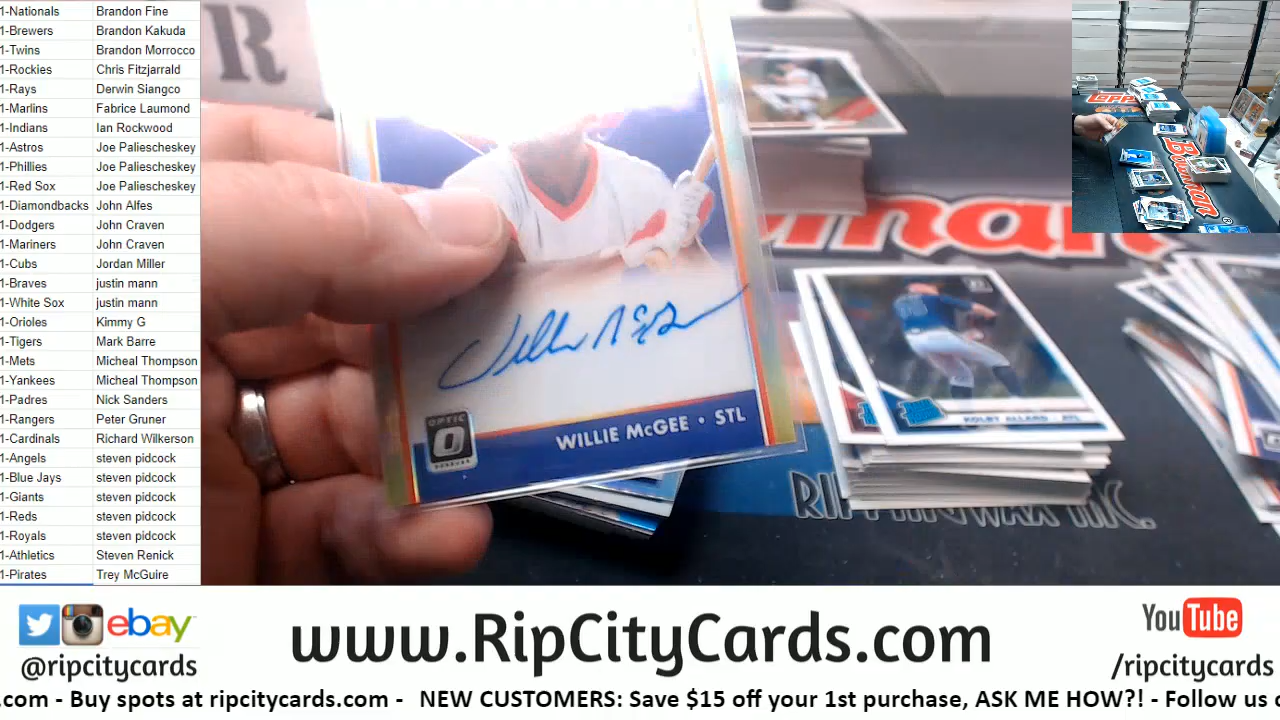 1-Nationals Brandon Fine
1-Brewers Brandon Kakuda
1-Twins Brandon Morrocco
1-Rockies Chris Fitzjarrald
1-Rays Derwin Siangco
1-Marlins Fabrice Laumond
1-Indians Ian Rockwood
1-Astros Joe Paliescheskey
1-Phillies Joe Paliescheskey
1-Red Sox Joe Paliescheskey
1-Diamondbacks John Alfes
1-Dodgers John Craven
1-Mariners John Craven
1-Cubs Jordan Miller
1-Braves justin mann
1-White Sox justin mann
1-Orioles Kimmy G
1-Tigers Mark Barre
1-Mets Micheal Thompson
1-Yankees Micheal Thompson
1-Padres Nick Sanders
1-Rangers Peter Gruner
1-Cardinals Richard Wilkerson
1-Angels steven pidcock
1-Blue Jays steven pidcock
1-Giants steven pidcock
1-Reds steven pidcock
1-Royals steven pidcock
1-Athletics Steven Renick
1-Pirates Trey McGuire
R
Willie McGee
OPTIC
O
DONRUSS
WILLIE McGEE • STL
KOLBY ALLARD • ATL
Topps
Bowman
ebay
@ripcitycards
www.RipCityCards.com
YouTube
/ripcitycards
.com - Buy spots at ripcitycards.com - NEW CUSTOMERS: Save $15 off your 1st purchase, ASK ME HOW?! - Follow us